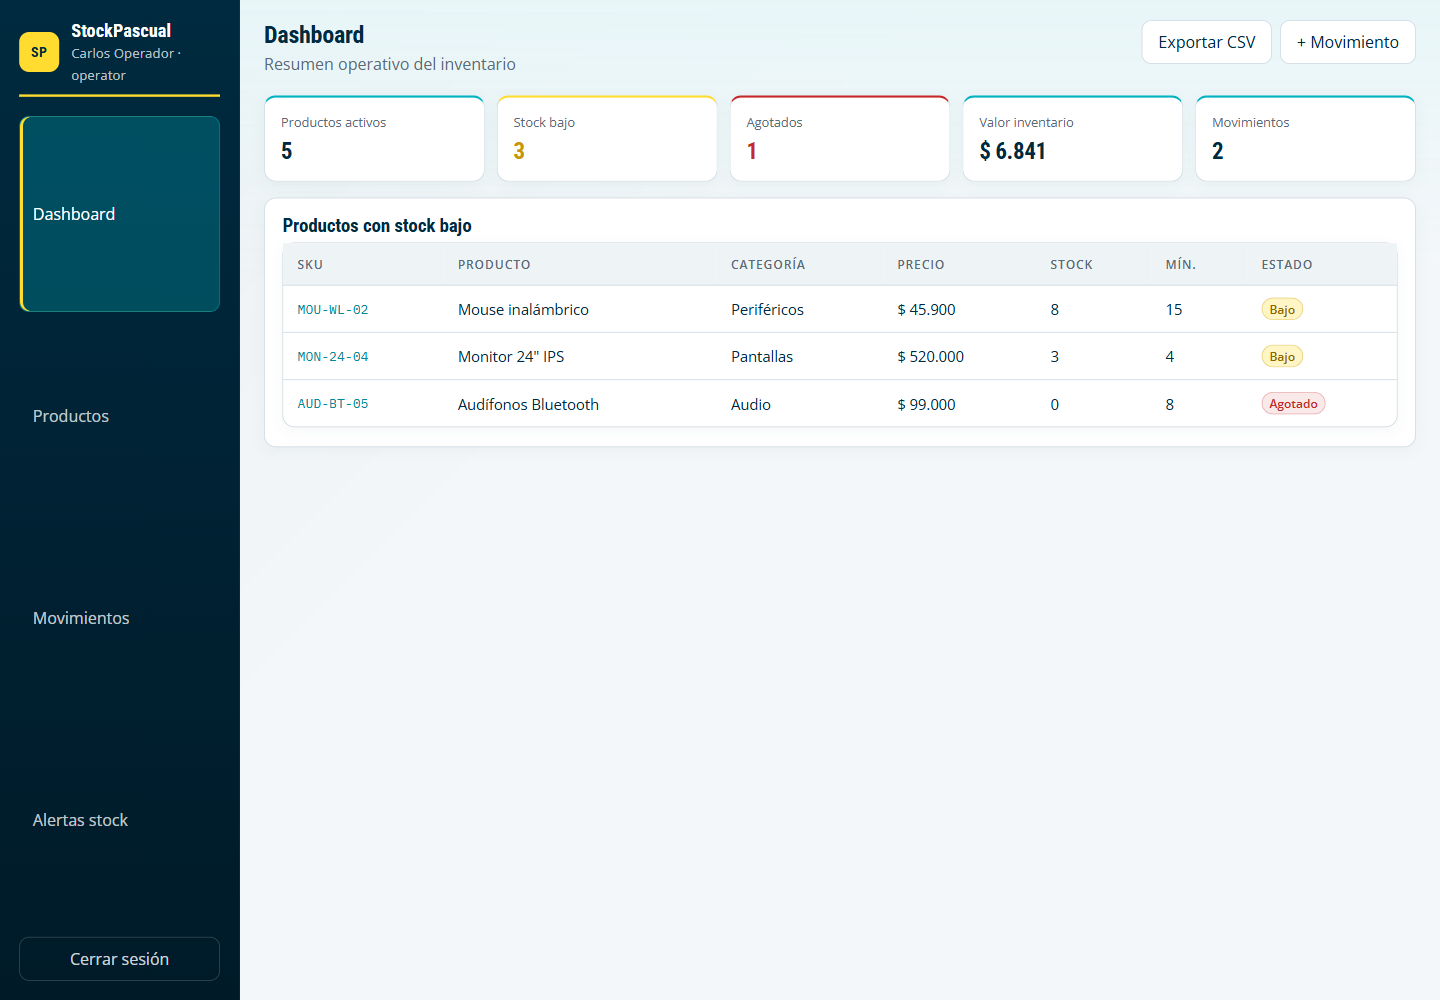 SP
StockPascual
Carlos Operador ·
operator
Dashboard
Productos
Movimientos
Alertas stock
Cerrar sesión
Dashboard
Resumen operativo del inventario
Exportar CSV
+ Movimiento
Productos activos
5
Stock bajo
3
Agotados
1
Valor inventario
$ 6.841
Movimientos
2
Productos con stock bajo
SKU PRODUCTO CATEGORÍA PRECIO STOCK MÍN. ESTADO
MOU-WL-02 Mouse inalámbrico Periféricos $ 45.900 8 15 Bajo
MON-24-04 Monitor 24" IPS Pantallas $ 520.000 3 4 Bajo
AUD-BT-05 Audífonos Bluetooth Audio $ 99.000 0 8 Agotado